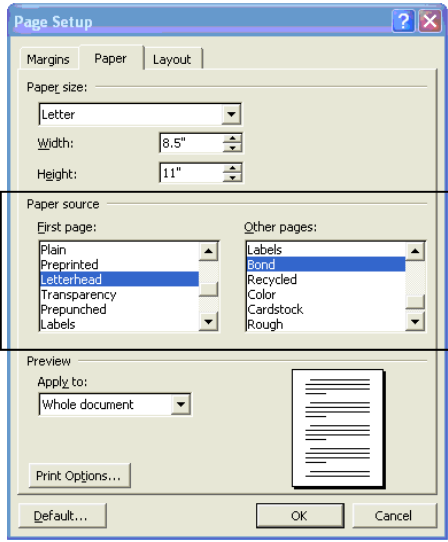 Page Setup
Margins Paper Layout
Paper size:
Letter
Width: 8.5"
Height: 11"
Paper source
First page: Other pages:
Plain Labels
Preprinted Bond
Letterhead Recycled
Transparency Color
Prepunched Cardstock
Labels Rough
Preview
Apply to:
Whole document
Print Options...
Default... OK Cancel